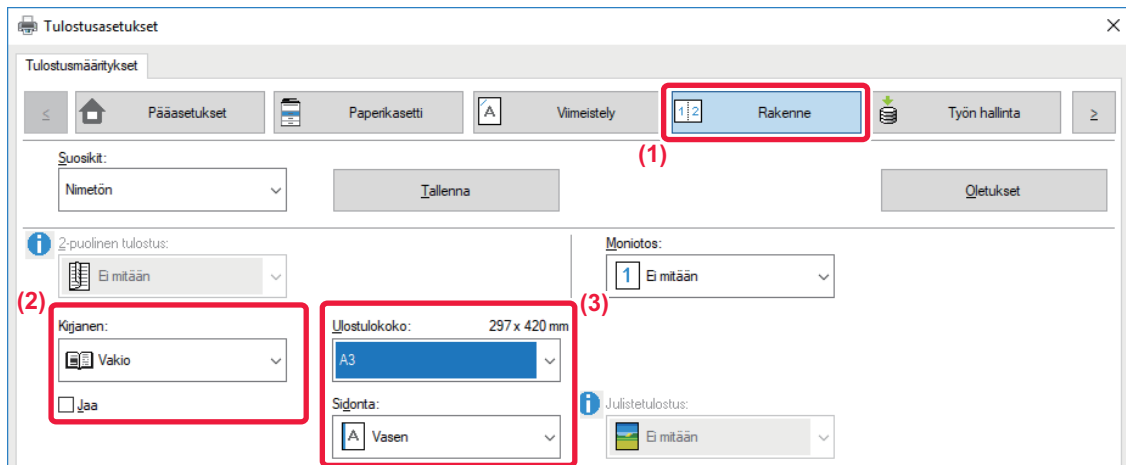 Tulostusasetukset
Tulostusmääritykset
< Pääasetukset Paperikasetti Viimeistely Rakenne Työn hallinta >
(1)
Suosikit:
Nimetön Tallenna Oletukset
2-puolinen tulostus: Moniotos:
Ei mitään 1 Ei mitään
(2) (3)
Kirjanen: Ulostulokoko: 297 x 420 mm
Vakio A3
Jaa Sidonta: Julistetulostus:
A Vasen Ei mitään